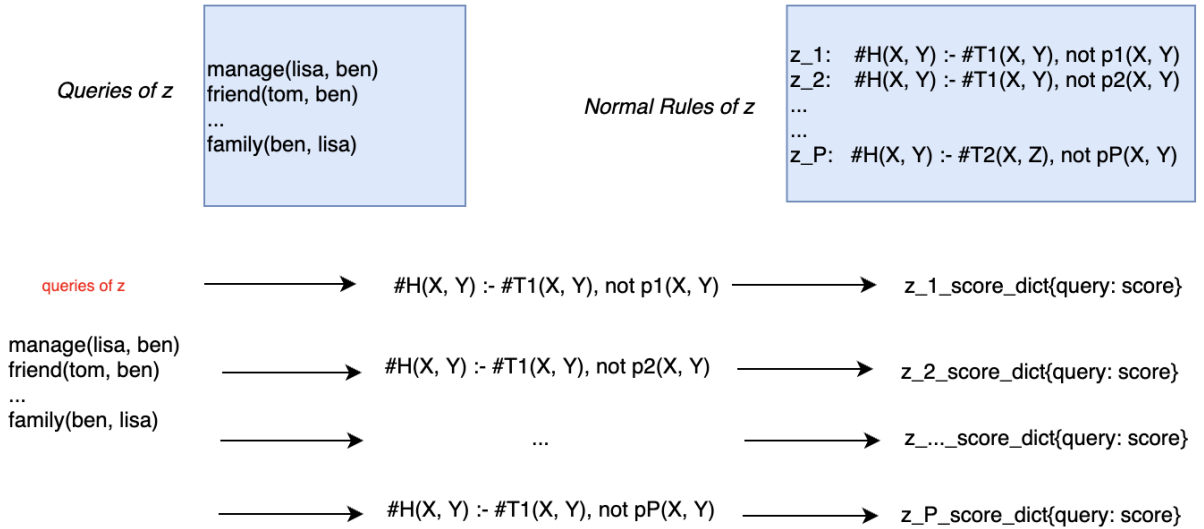 Queries of z
manage(lisa, ben)
friend(tom, ben)
...
family(ben, lisa)
Normal Rules of z
z_1: #H(X, Y) :- #T1(X, Y), not p1(X, Y)
z_2: #H(X, Y) :- #T1(X, Y), not p2(X, Y)
...
...
z_P: #H(X, Y) :- #T2(X, Z), not pP(X, Y)
queries of z
manage(lisa, ben)
friend(tom, ben)
...
family(ben, lisa)
#H(X, Y) :- #T1(X, Y), not p1(X, Y)
z_1_score_dict{query: score}
#H(X, Y) :- #T1(X, Y), not p2(X, Y)
z_2_score_dict{query: score}
...
z_..._score_dict{query: score}
#H(X, Y) :- #T1(X, Y), not pP(X, Y)
z_P_score_dict{query: score}